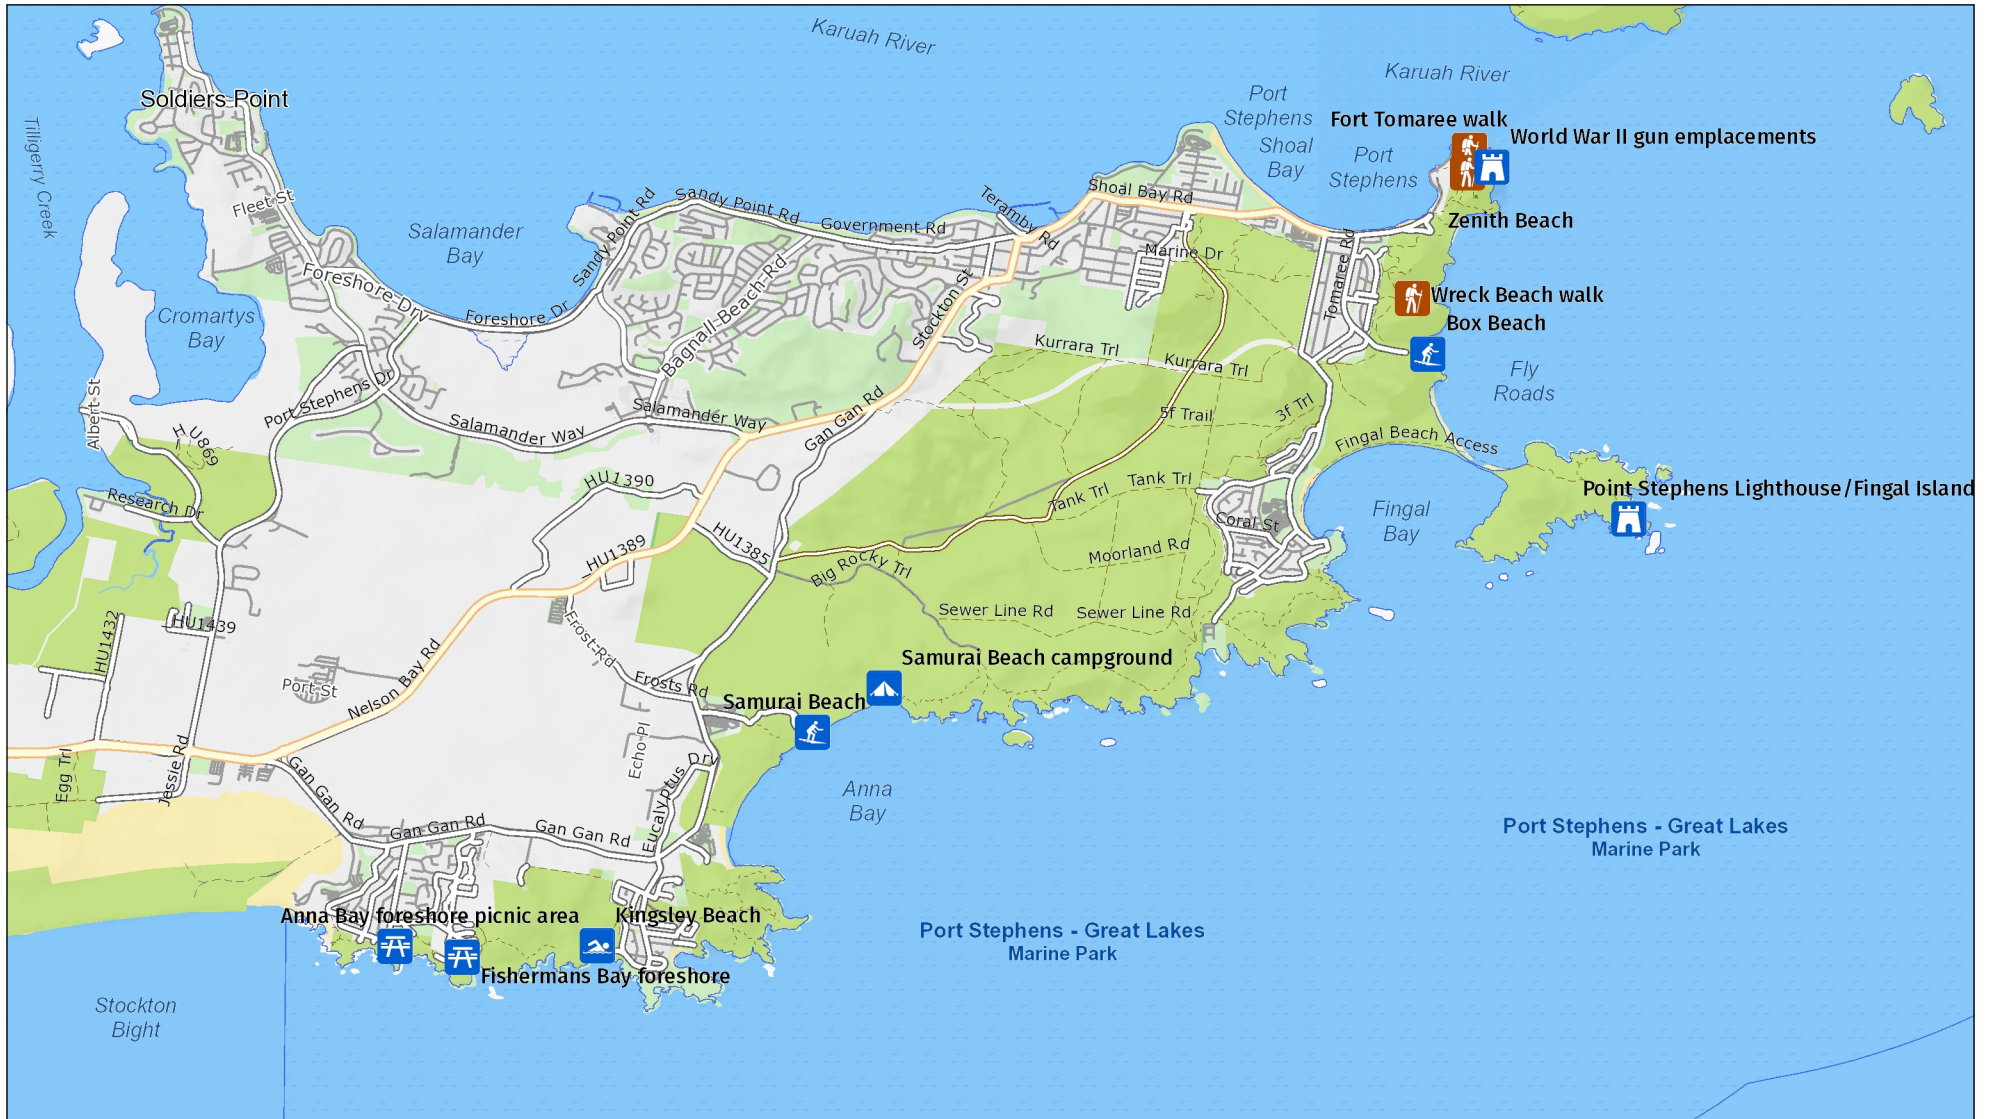 Karuah River
Karuah River
Soldiers Point
Port
Stephens
Fort Tomaree walk
World War II gun emplacements
Tilligerry Creek
Shoal
Bay
Port
Stephens
Fleet St
Sandy Point Rd
Sandy Point Rd
Government Rd
Teramby Rd
Shoal Bay Rd
Zenith Beach
Salamander
Bay
Marine Dr
Tomaree Rd
Foreshore Drv
Foreshore Dr
Bagnall Beach Rd
Stockton St
Wreck Beach walk
Box Beach
Cromartys
Bay
Kurrara Trl
Kurrara Trl
Fly
Roads
Port Stephens Dr
Albert St
HU869
Salamander Way
Salamander Way
Gan Gan Rd
5f Trail
3f Trl
Fingal Beach Access
HU1390
Tank Trl
Tank Trl
Point Stephens Lighthouse/Fingal Island
Research Dr
Coral St
Fingal
Bay
HU1385
HU1389
Moorland Rd
Big Rocky Trl
Sewer Line Rd
Sewer Line Rd
HU1432
HU1439
Frost Rd
Samurai Beach campground
Port St
Nelson Bay Rd
Frosts Rd
Samurai Beach
Echo Pl
Egg Trl
Jessie Rd
Gan Gan Rd
Eucalyptus Drv
Anna
Bay
Gan Gan Rd
Gan Gan Rd
Port Stephens - Great Lakes
Marine Park
Anna Bay foreshore picnic area
Kingsley Beach
Port Stephens - Great Lakes
Marine Park
Fishermans Bay foreshore
Stockton
Bight